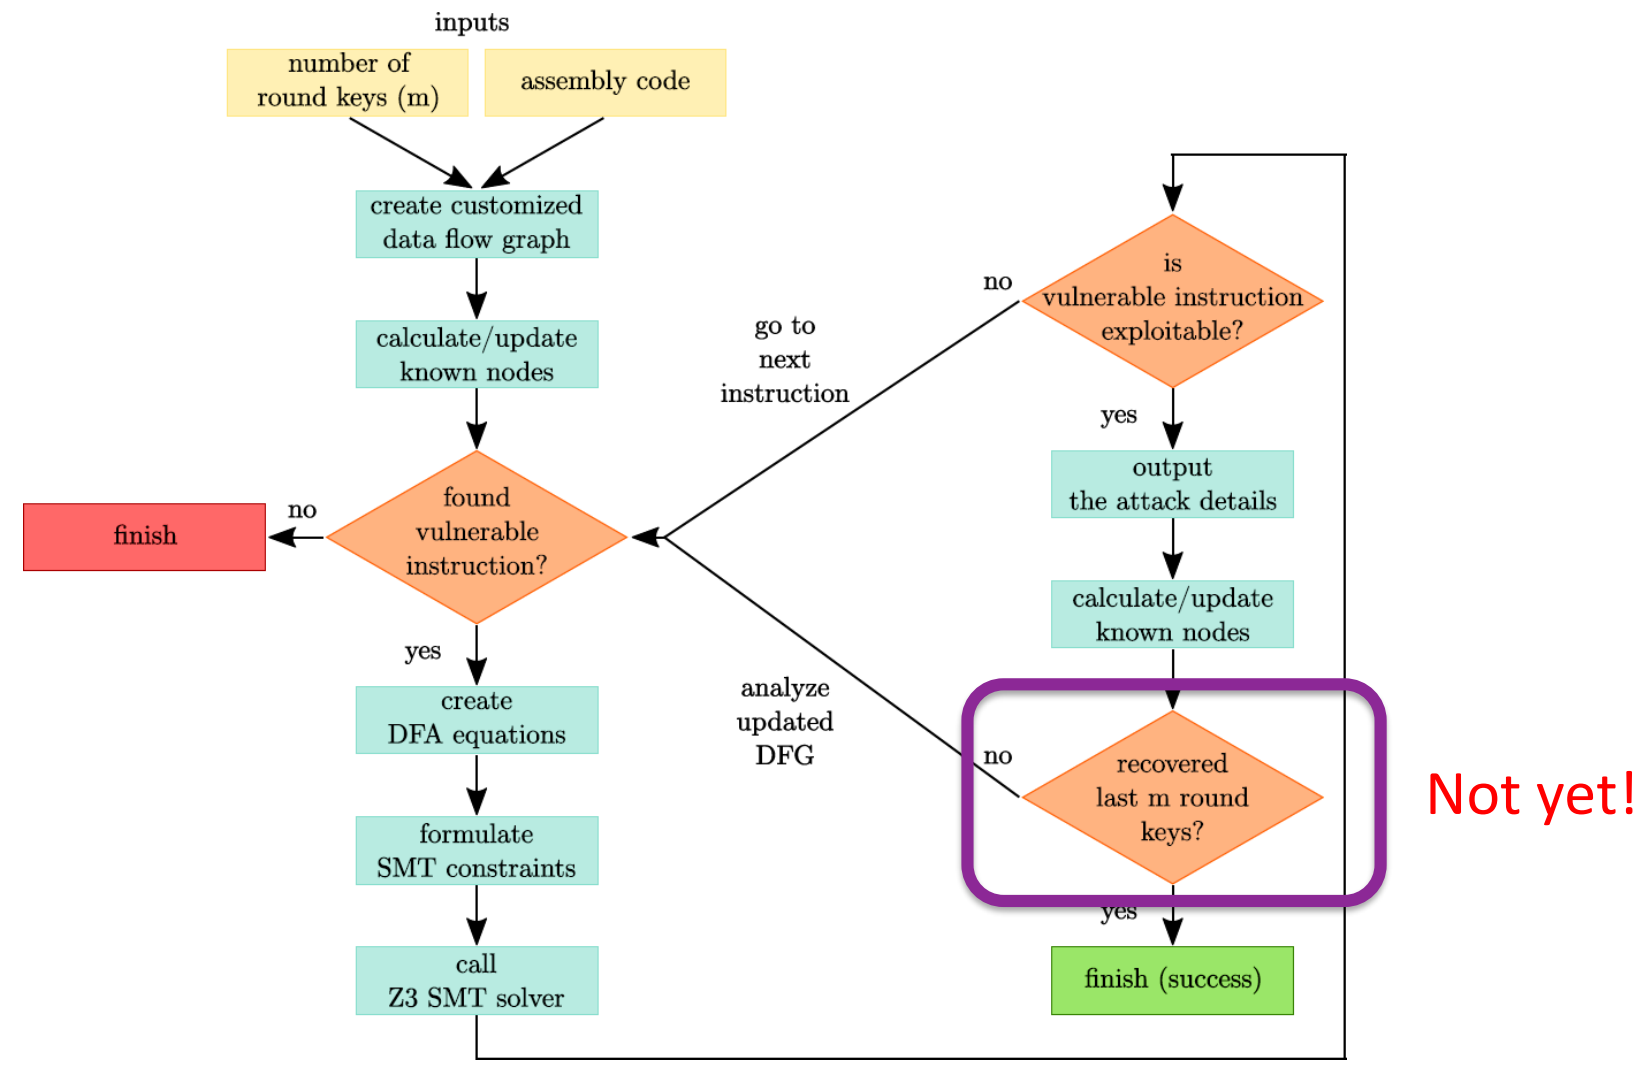 inputs
number of
round keys (m)
assembly code
create customized
data flow graph
calculate/update
known nodes
found
vulnerable
instruction?
no
finish
yes
create
DFA equations
formulate
SMT constraints
call
Z3 SMT solver
is
vulnerable instruction
exploitable?
no
go to
next
instruction
yes
output
the attack details
calculate/update
known nodes
recovered
last m round
keys?
no
analyze
updated
DFG
yes
finish (success)
Not yet!